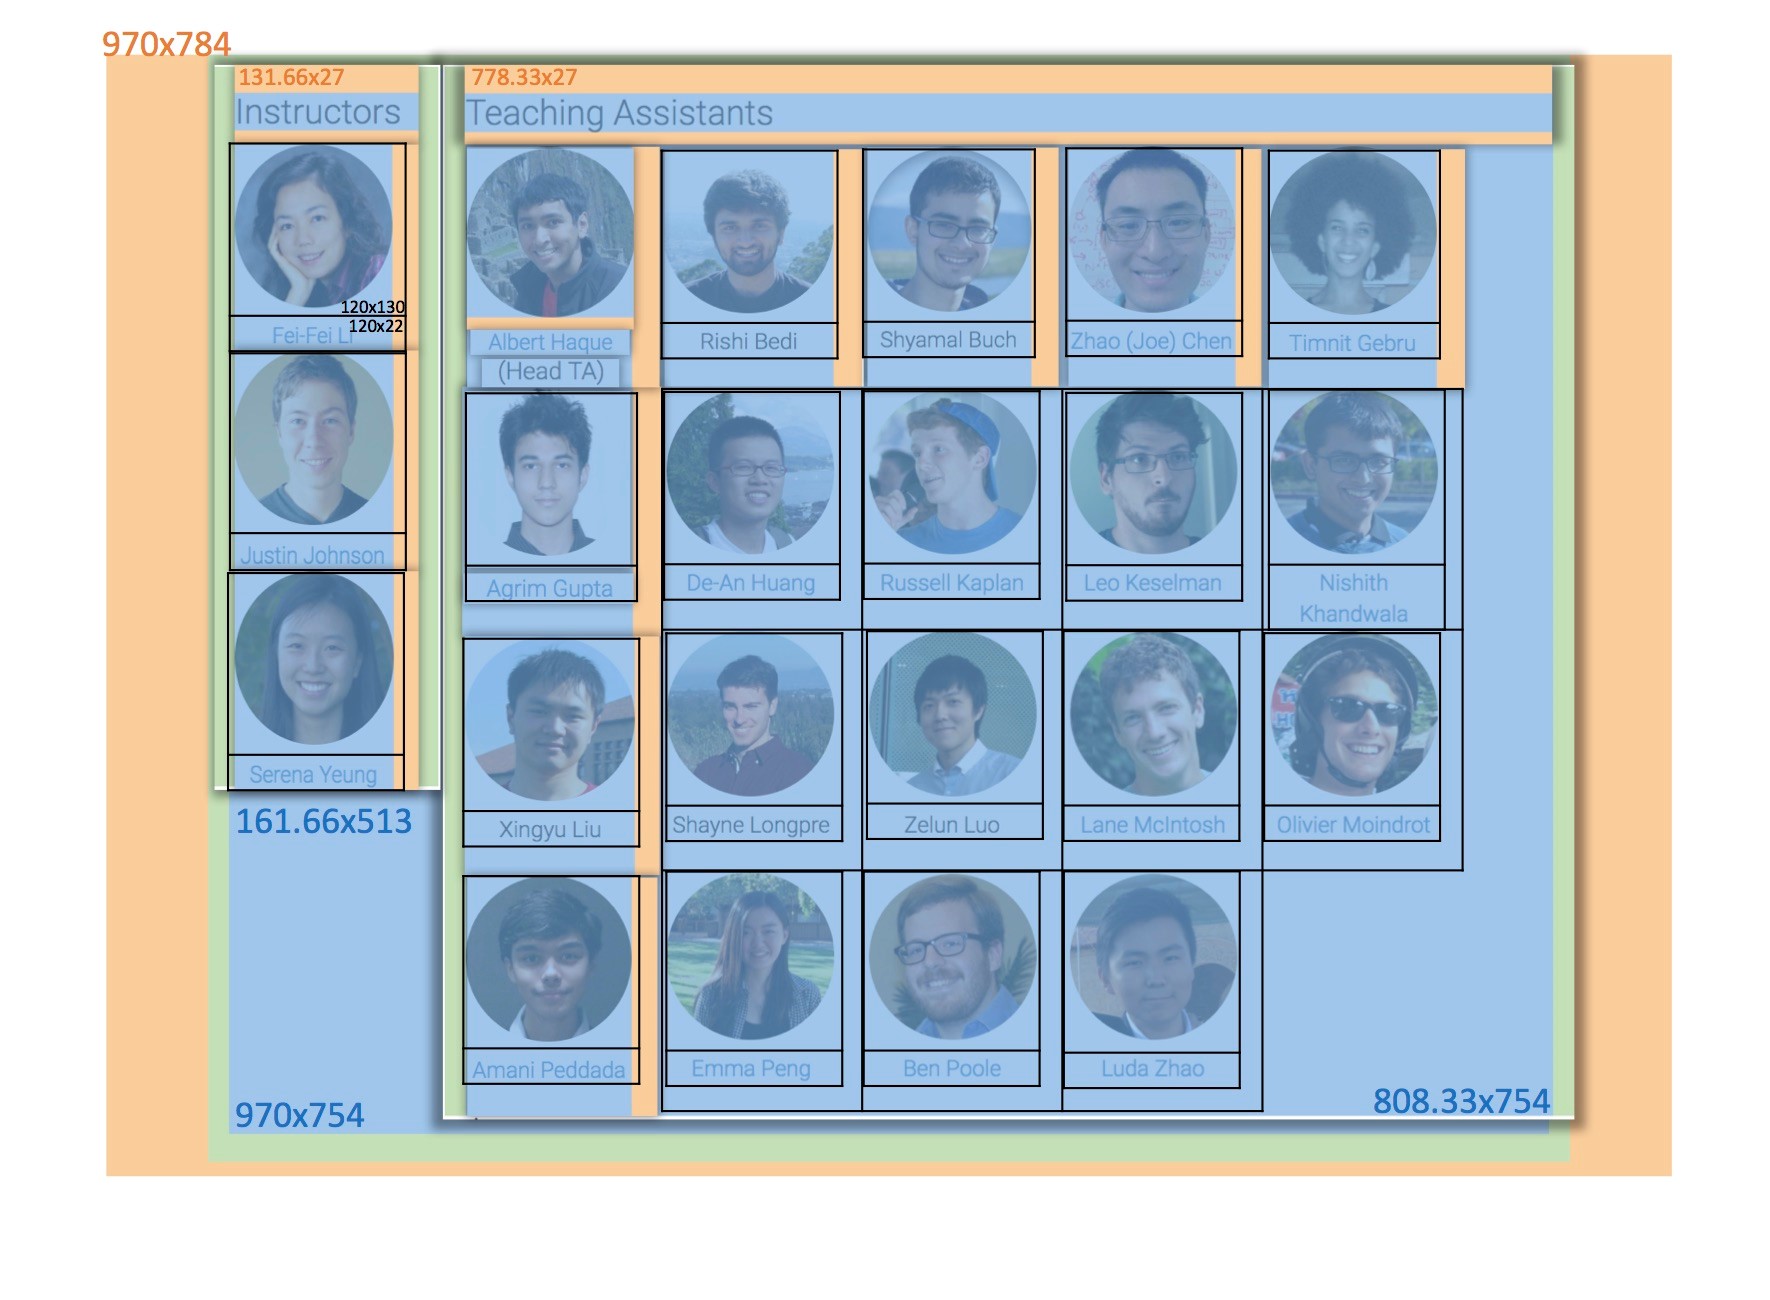 970x784
131.66x27
778.33x27
Instructors
Teaching Assistants
120x130
120x22
Fei-Fei Li
Albert Haque
(Head TA)
Rishi Bedi
Shyamal Buch
Zhao (Joe) Chen
Timnit Gebru
Justin Johnson
Agrim Gupta
De-An Huang
Russell Kaplan
Leo Keselman
Nishith
Khandwala
Serena Yeung
Xingyu Liu
Shayne Longpre
Zelun Luo
Lane McIntosh
Olivier Moindrot
161.66x513
Amani Peddada
Emma Peng
Ben Poole
Luda Zhao
970x754
808.33x754